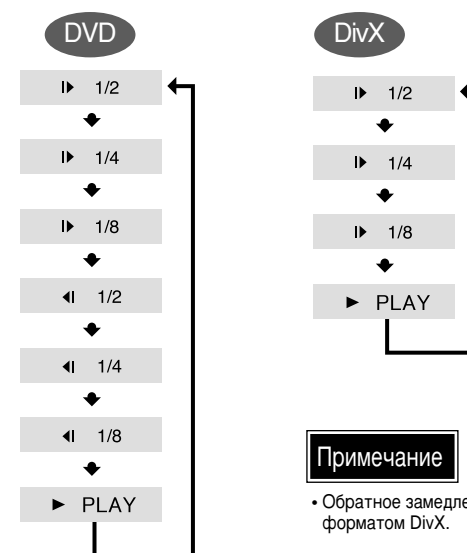 DVD
I▶ 1/2
I▶ 1/4
I▶ 1/8
◀I 1/2
◀I 1/4
◀I 1/8
► PLAY
DivX
I▶ 1/2
I▶ 1/4
I▶ 1/8
► PLAY
Примечание
• Обратное
форматом DivX.